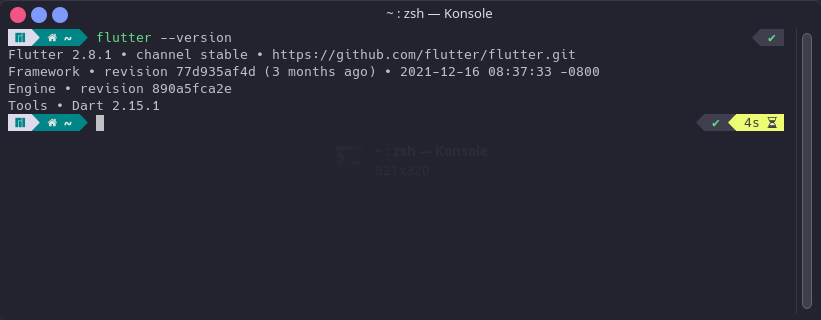 ~ : zsh — Konsole
~ flutter --version ✔
Flutter 2.8.1 • channel stable • https://github.com/flutter/flutter.git
Framework • revision 77d935af4d (3 months ago) • 2021-12-16 08:37:33 -0800
Engine • revision 890a5fca2e
Tools • Dart 2.15.1
~ ✔ 4s
~ : zsh — Konsole
821x320